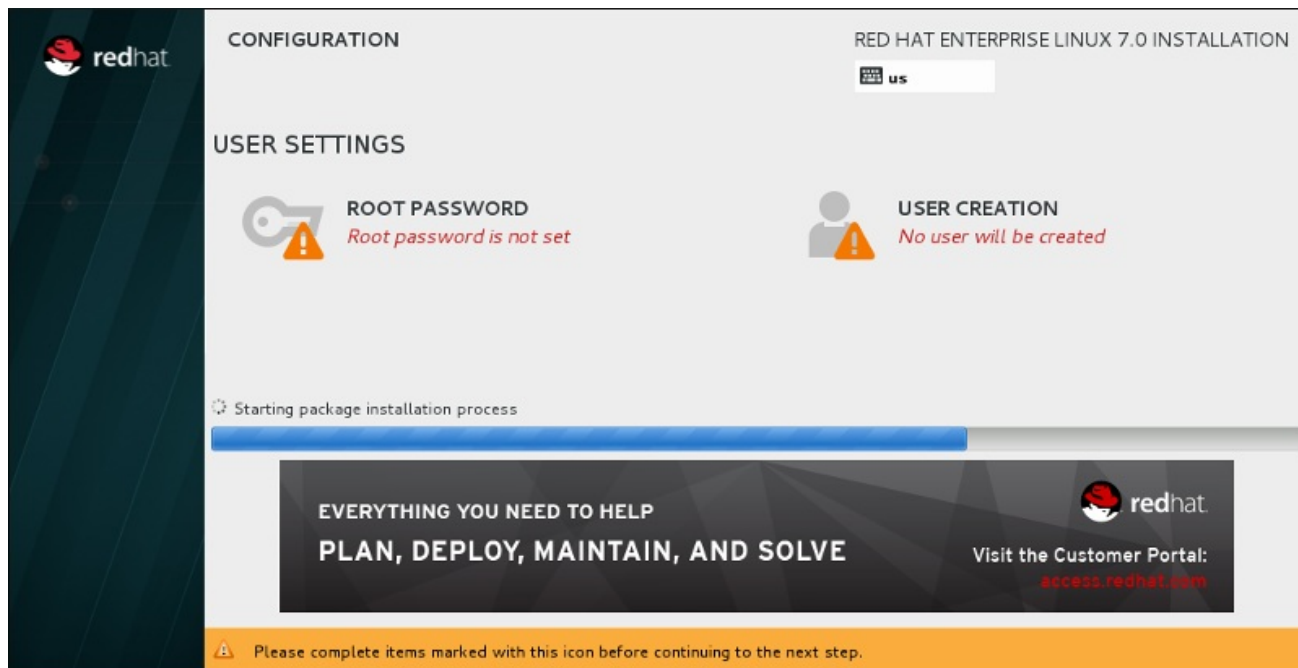 redhat
CONFIGURATION
RED HAT ENTERPRISE LINUX 7.0 INSTALLATION
us
USER SETTINGS
ROOT PASSWORD
Root password is not set
USER CREATION
No user will be created
Starting package installation process
EVERYTHING YOU NEED TO HELP
PLAN, DEPLOY, MAINTAIN, AND SOLVE
redhat.
Visit the Customer Portal:
access.redhat.com
Please complete items marked with this icon before continuing to the next step.